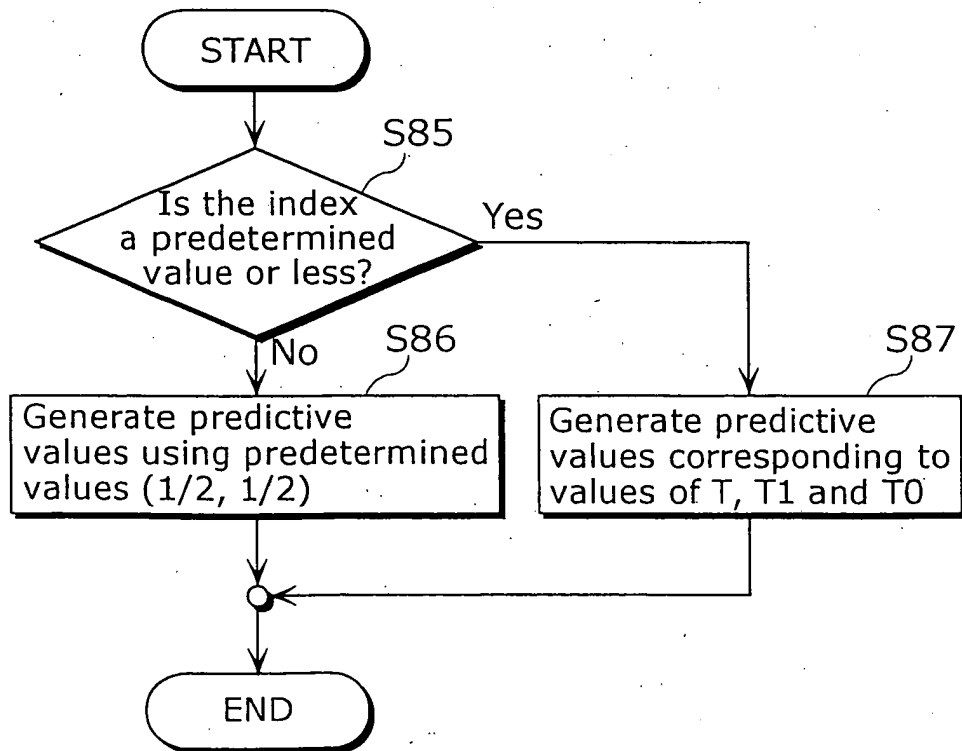 START
S85
Is the index
a predetermined
value or less?
Yes
No
S86
Generate predictive
values using predetermined
values (1/2, 1/2)
S87
Generate predictive
values corresponding to
values of T, T1 and T0
END